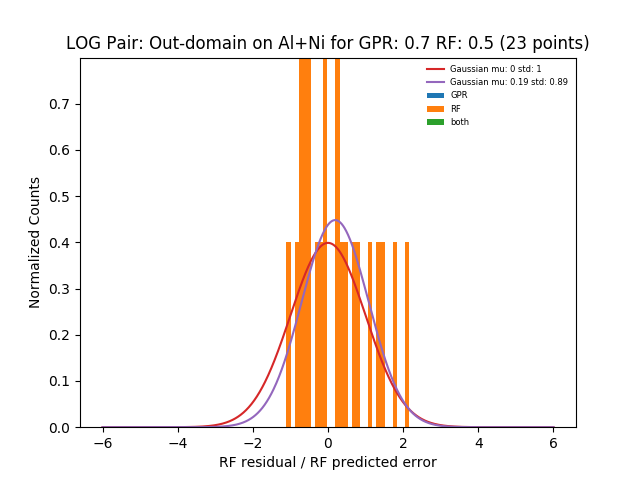 LOG Pair: Out-domain on Al+Ni for GPR: 0.7 RF: 0.5 (23 points)
Gaussian mu: 0 std: 1
Gaussian mu: 0.19 std: 0.89
GPR
RF
both
Normalized Counts
0.7
0.6
0.5
0.4
0.3
0.2
0.1
0.0
−6 −4 −2 0 2 4 6
RF residual / RF predicted error